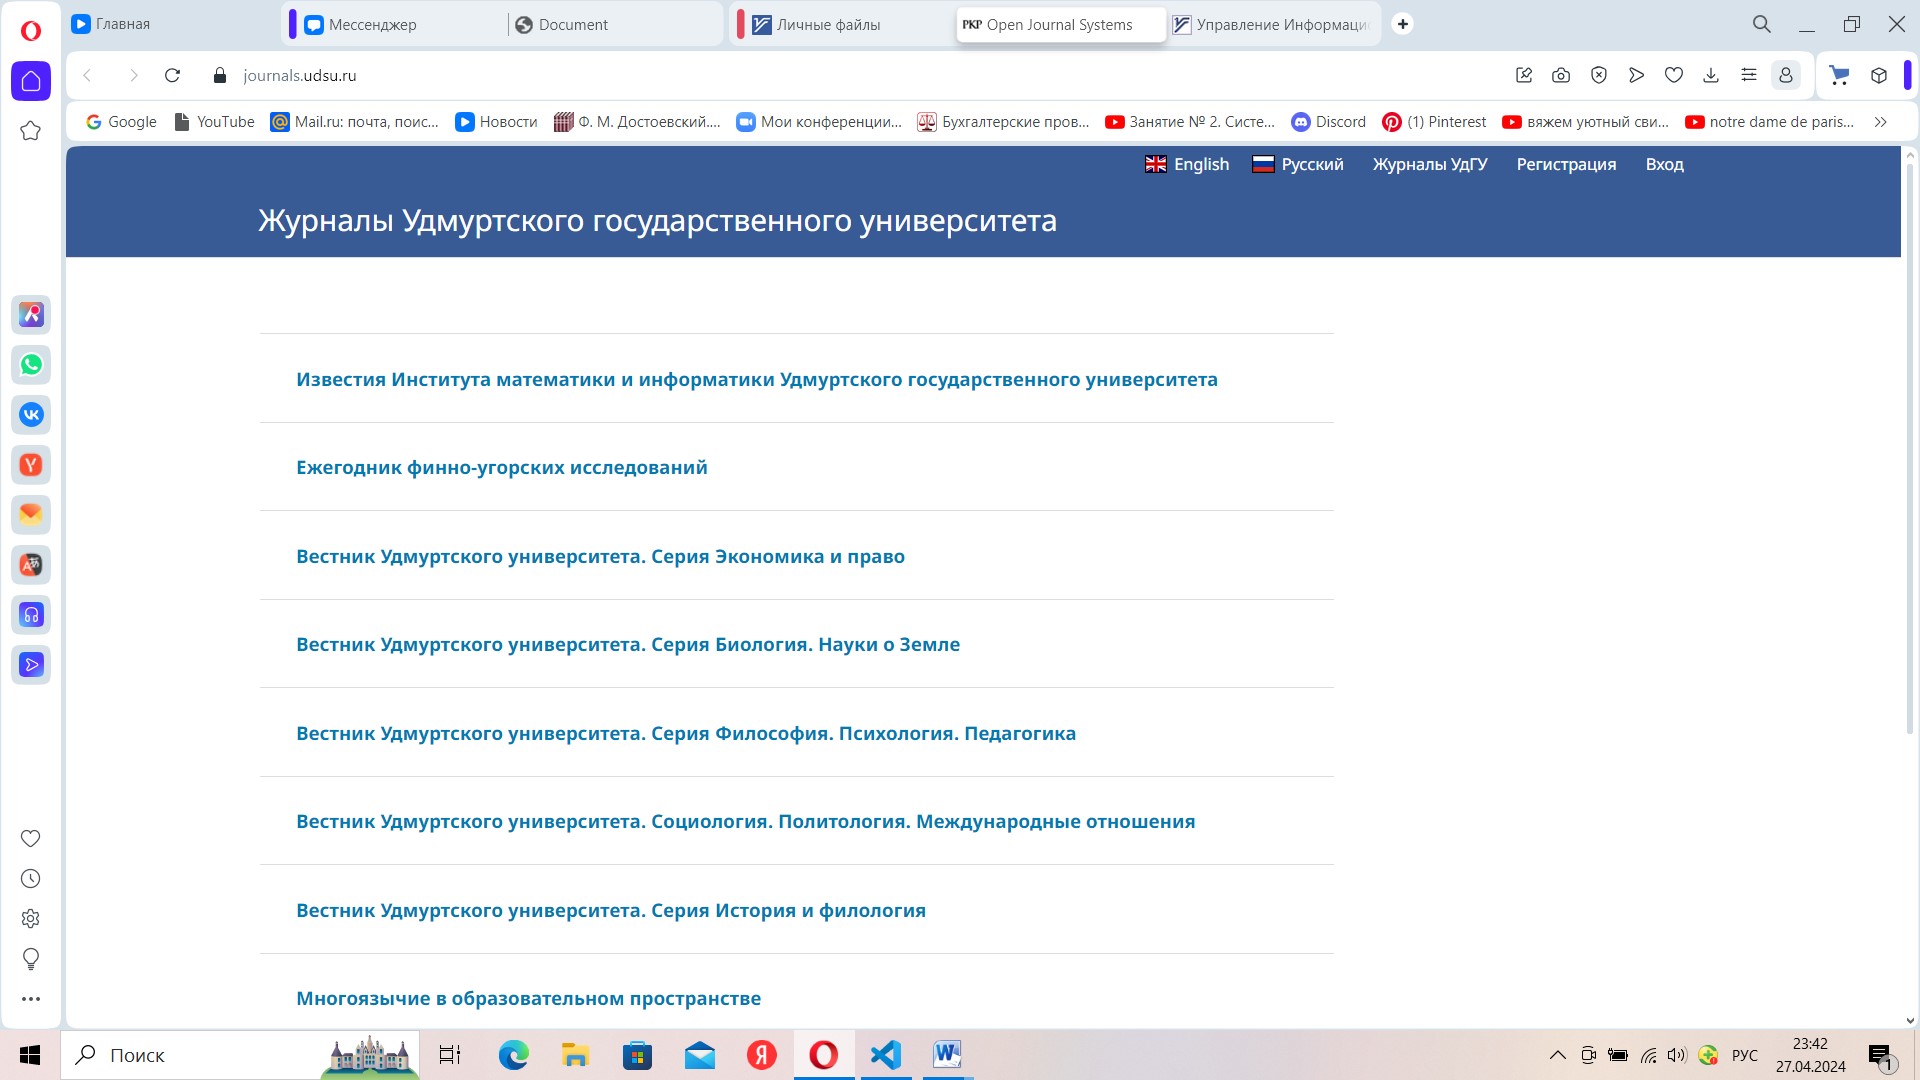 Главная
Мессенджер
Document
Личные файлы
PKP Open Journal Systems
Управление Информаци
journals.udsu.ru
Google
YouTube
Mail.ru: почта, поис...
Новости
Ф. М. Достоевский....
Мои конференции...
Бухгалтерские пров...
Занятие № 2. Систе...
Discord
(1) Pinterest
вяжем уютный сви...
notre dame de paris...
English
Русский
Журналы УдГУ
Регистрация
Вход
Журналы Удмуртского государственного университета
Известия Института математики и информатики Удмуртского государственного университета
Ежегодник финно-угорских исследований
Вестник Удмуртского университета. Серия Экономика и право
Вестник Удмуртского университета. Серия Биология. Науки о Земле
Вестник Удмуртского университета. Серия Философия. Психология. Педагогика
Вестник Удмуртского университета. Социология. Политология. Международные отношения
Вестник Удмуртского университета. Серия История и филология
Многоязычие в образовательном пространстве
Поиск
РУС
23:42
27.04.2024
1